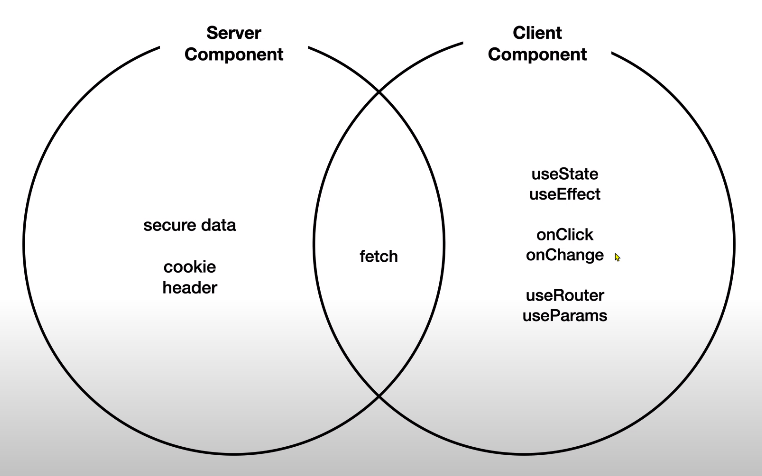 Server
Component
Client
Component
secure data
cookie
header
fetch
useState
useEffect
onClick
onChange
useRouter
useParams